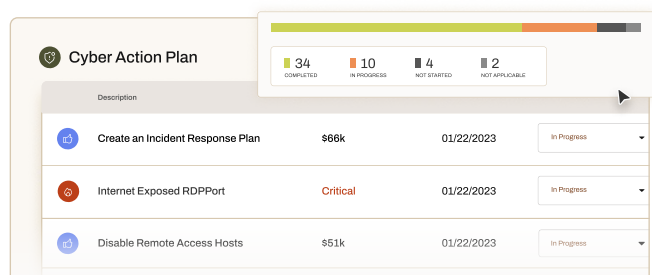 Cyber Action Plan
34 10 4 2
COMPLETED IN PROGRESS NOT STARTED NOT APPLICABLE
Description
Create an Incident Response Plan $66k 01/22/2023 In Progress
Internet Exposed RDPPort Critical 01/22/2023 In Progress
Disable Remote Access Hosts $51k 01/22/2023 In Progress